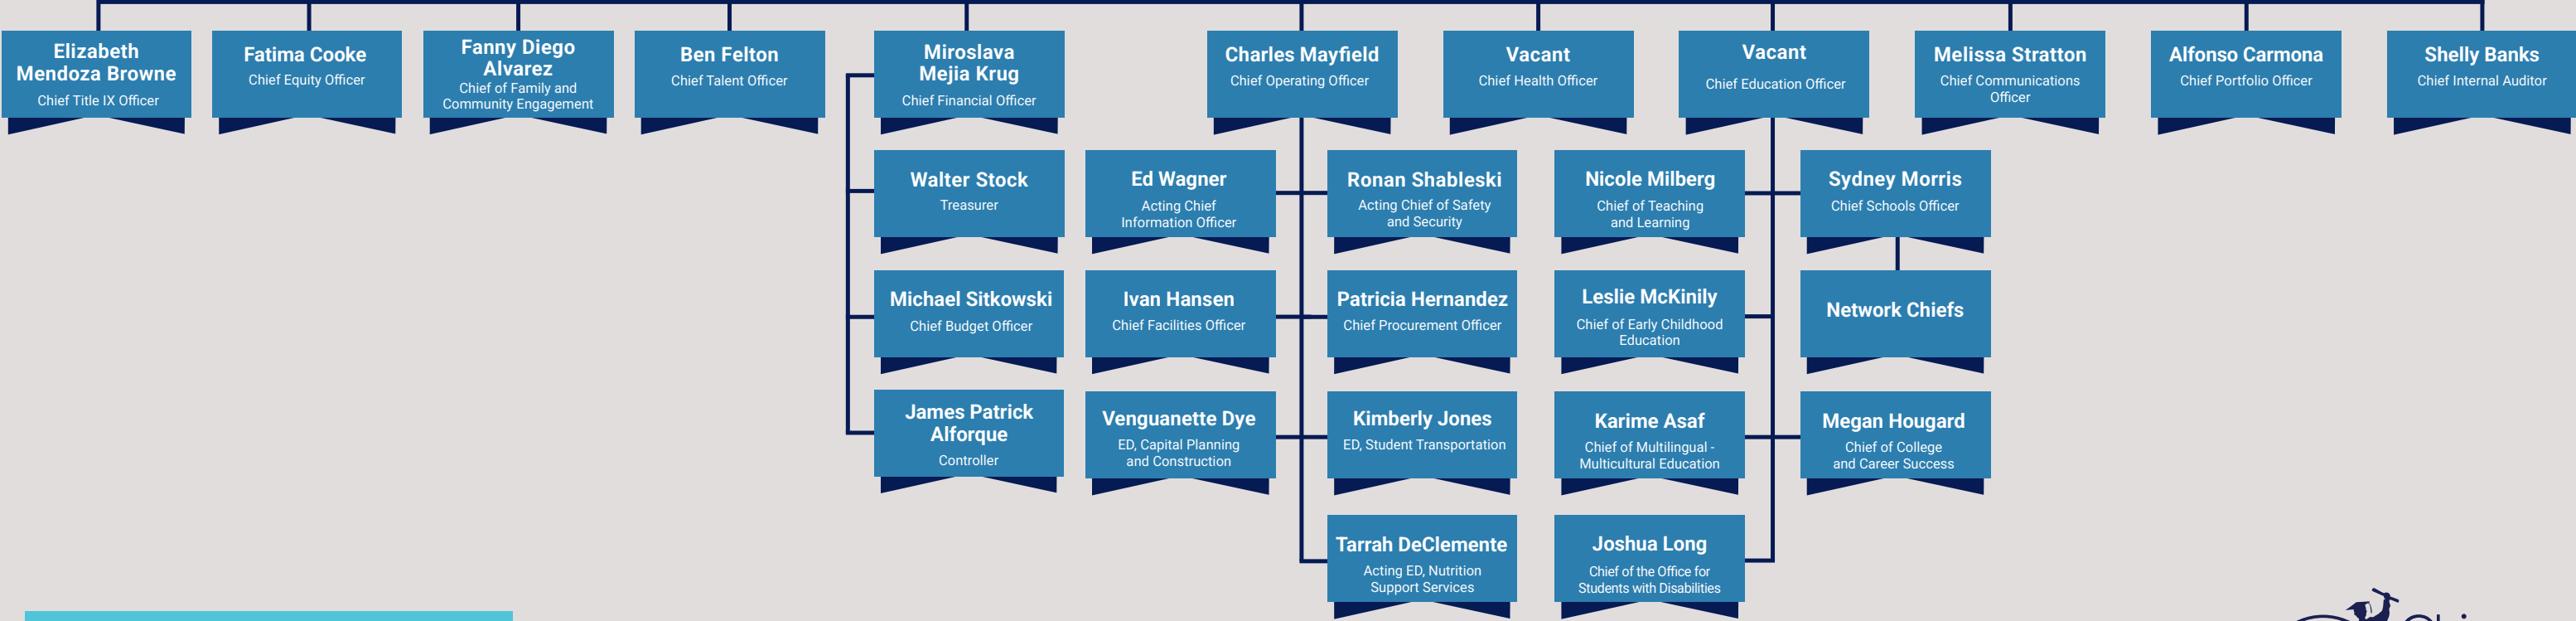 Elizabeth
Mendoza Browne
Chief Title IX Officer
Fatima Cooke
Chief Equity Officer
Fanny Diego
Alvarez
Chief of Family and
Community Engagement
Ben Felton
Chief Talent Officer
Miroslava
Mejia Krug
Chief Financial Officer
Charles Mayfield
Chief Operating Officer
Vacant
Chief Health Officer
Vacant
Chief Education Officer
Melissa Stratton
Chief Communications
Officer
Alfonso Carmona
Chief Portfolio Officer
Shelly Banks
Chief Internal Auditor
Walter Stock
Treasurer
Ed Wagner
Acting Chief
Information Officer
Ronan Shableski
Acting Chief of Safety
and Security
Nicole Milberg
Chief of Teaching
and Learning
Sydney Morris
Chief Schools Officer
Michael Sitkowski
Chief Budget Officer
Ivan Hansen
Chief Facilities Officer
Patricia Hernandez
Chief Procurement Officer
Leslie McKinily
Chief of Early Childhood
Education
Network Chiefs
James Patrick
Alforque
Controller
Venguanette Dye
ED, Capital Planning
and Construction
Kimberly Jones
ED, Student Transportation
Karime Asaf
Chief of Multilingual -
Multicultural Education
Megan Hougard
Chief of College
and Career Success
Tarrah DeClemente
Acting ED, Nutrition
Support Services
Joshua Long
Chief of the Office for
Students with Disabilities